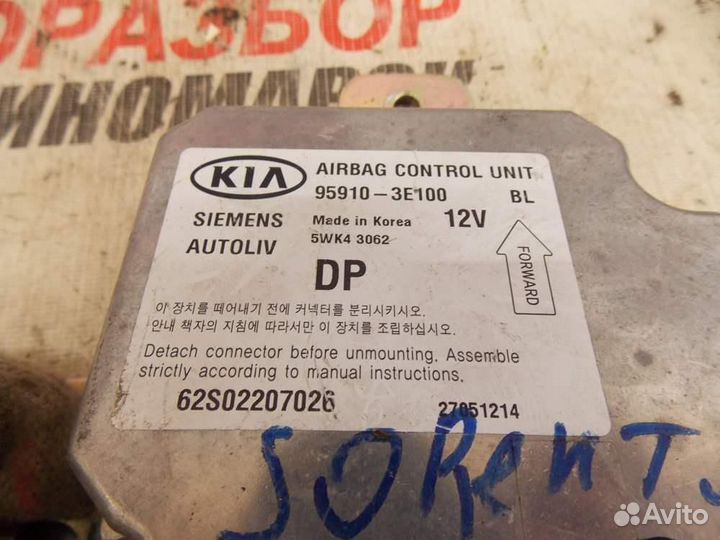 ОРАЗБОР
ИНОМАРОК
KIA
AIRBAG CONTROL UNIT
95910-3E100 BL
SIEMENS Made in Korea 12V
AUTOLIV 5WK4 3062
DP
FORWARD
이 장치를 떼어내기 전에 커넥터를 분리시키시오.
안내 책자의 지침에 따라서만 이 장치를 조립하십시오.
Detach connector before unmounting. Assemble
strictly according to manual instructions.
62S02207026 27051214
SORENT
Avito